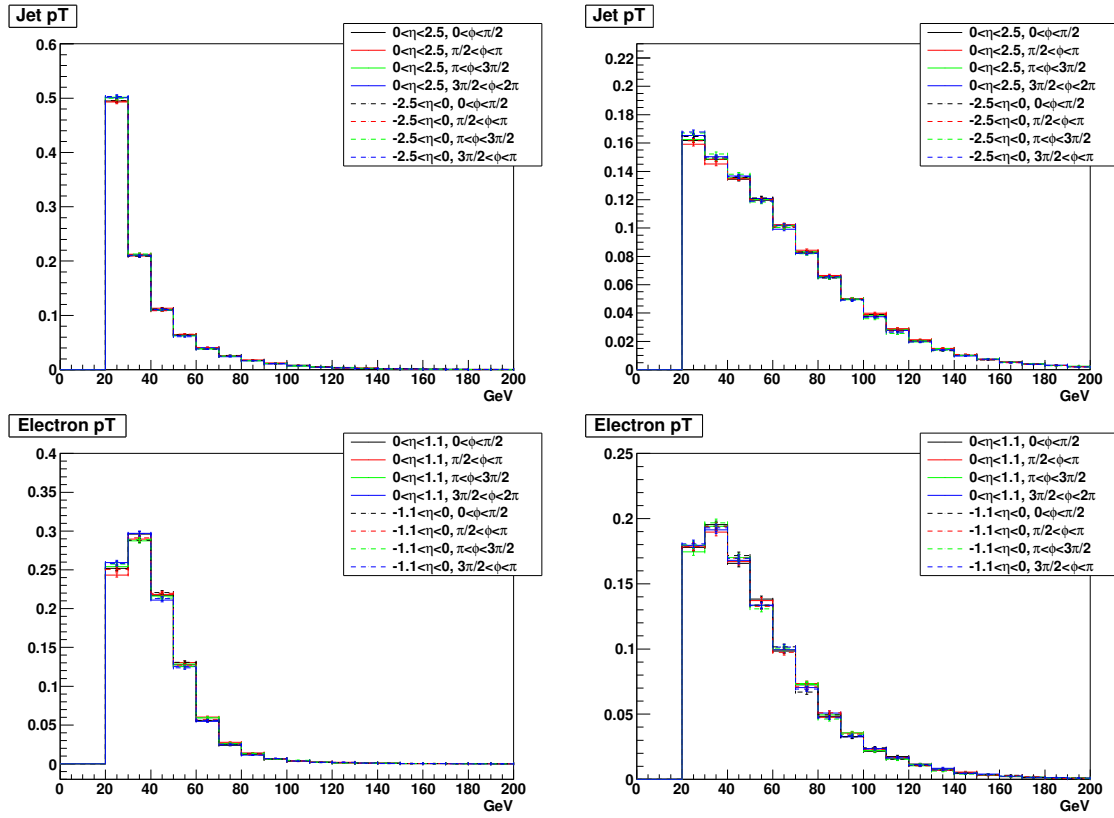 Jet pT
0<η<2.5, 0<ϕ<π/2
0<η<2.5, π/2<ϕ<π
0<η<2.5, π<ϕ<3π/2
0<η<2.5, 3π/2<ϕ<2π
-2.5<η<0, 0<ϕ<π/2
-2.5<η<0, π/2<ϕ<π
-2.5<η<0, π<ϕ<3π/2
-2.5<η<0, 3π/2<ϕ<π
0.6
0.5
0.4
0.3
0.2
0.1
0
0 20 40 60 80 100 120 140 160 180 200
GeV
Jet pT
0<η<2.5, 0<ϕ<π/2
0<η<2.5, π/2<ϕ<π
0<η<2.5, π<ϕ<3π/2
0<η<2.5, 3π/2<ϕ<2π
-2.5<η<0, 0<ϕ<π/2
-2.5<η<0, π/2<ϕ<π
-2.5<η<0, π<ϕ<3π/2
-2.5<η<0, 3π/2<ϕ<π
0.22
0.2
0.18
0.16
0.14
0.12
0.1
0.08
0.06
0.04
0.02
0
0 20 40 60 80 100 120 140 160 180 200
GeV
Electron pT
0<η<1.1, 0<ϕ<π/2
0<η<1.1, π/2<ϕ<π
0<η<1.1, π<ϕ<3π/2
0<η<1.1, 3π/2<ϕ<2π
-1.1<η<0, 0<ϕ<π/2
-1.1<η<0, π/2<ϕ<π
-1.1<η<0, π<ϕ<3π/2
-1.1<η<0, 3π/2<ϕ<π
0.4
0.35
0.3
0.25
0.2
0.15
0.1
0.05
0
0 20 40 60 80 100 120 140 160 180 200
GeV
Electron pT
0<η<1.1, 0<ϕ<π/2
0<η<1.1, π/2<ϕ<π
0<η<1.1, π<ϕ<3π/2
0<η<1.1, 3π/2<ϕ<2π
-1.1<η<0, 0<ϕ<π/2
-1.1<η<0, π/2<ϕ<π
-1.1<η<0, π<ϕ<3π/2
-1.1<η<0, 3π/2<ϕ<π
0.25
0.2
0.15
0.1
0.05
0
0 20 40 60 80 100 120 140 160 180 200
GeV